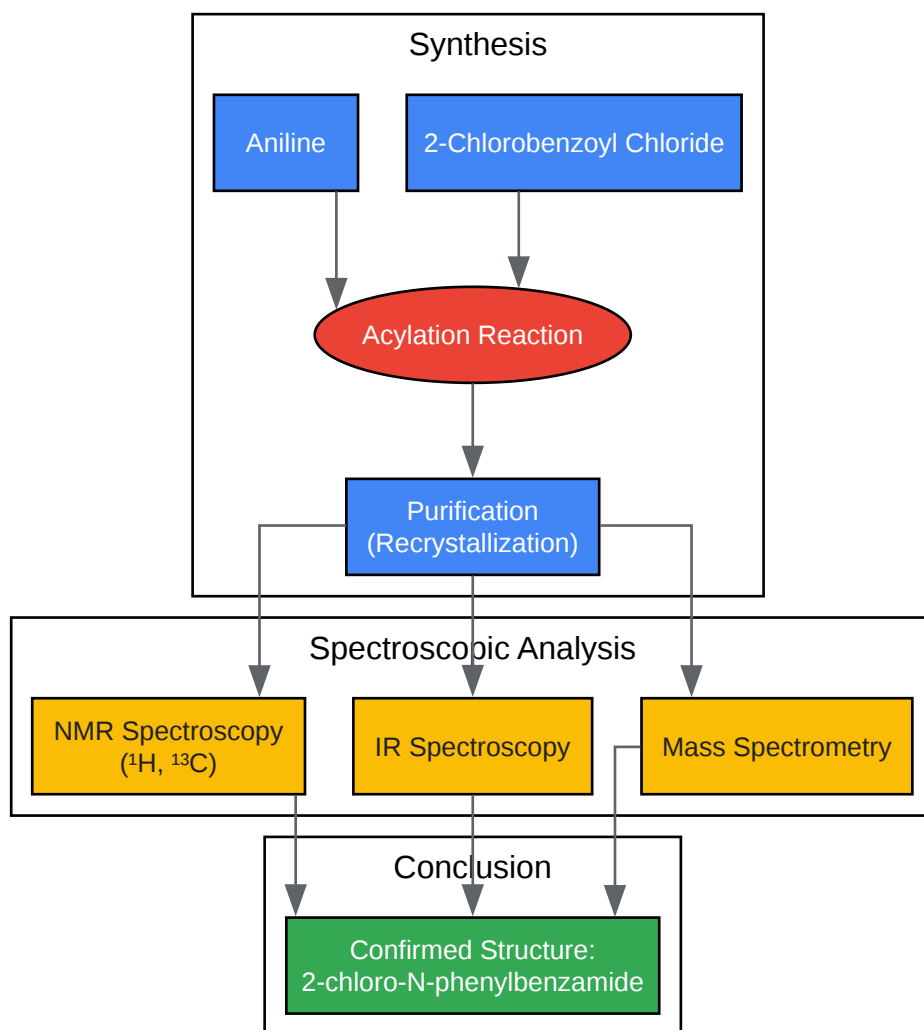 Synthesis
Aniline
2-Chlorobenzoyl Chloride
Acylation Reaction
Purification
(Recrystallization)
Spectroscopic Analysis
NMR Spectroscopy
(¹H, ¹³C)
IR Spectroscopy
Mass Spectrometry
Conclusion
Confirmed Structure:
2-chloro-N-phenylbenzamide